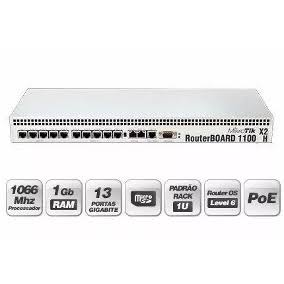 MikroTik X2
RouterBOARD 1100 H
1066
Mhz
Processador
1Gb
RAM
13
PORTAS
GIGABITE
micro
SD
PADRÃO
RACK
1U
Router OS
Level 6
PoE